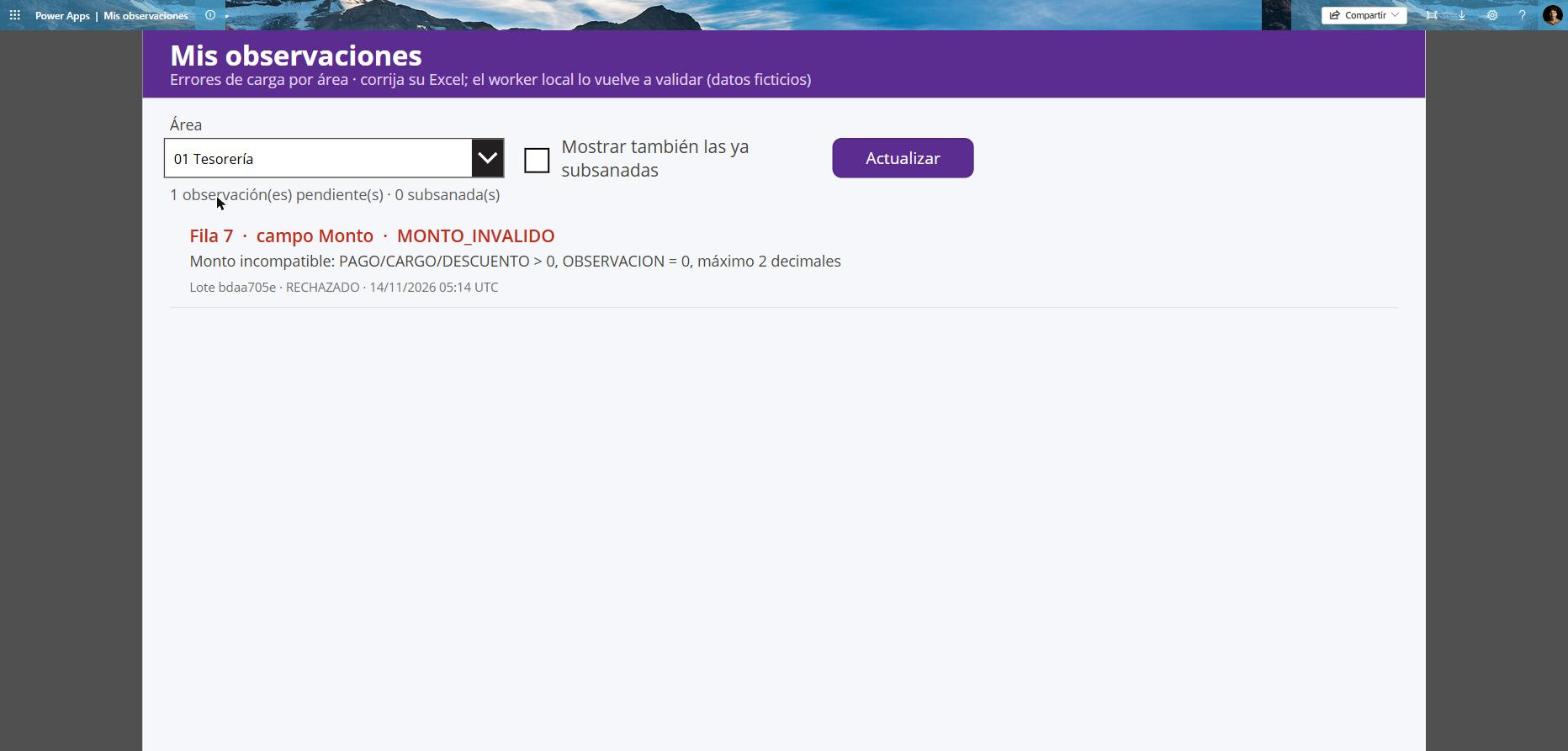 Power Apps | Mis observaciones
Compartir
Mis observaciones
Errores de carga por área · corrija su Excel; el worker local lo vuelve a validar (datos ficticios)
Área
01 Tesorería
Mostrar también las ya
subsanadas
Actualizar
1 observación(es) pendiente(s) · 0 subsanada(s)
Fila 7 · campo Monto · MONTO_INVALIDO
Monto incompatible: PAGO/CARGO/DESCUENTO > 0, OBSERVACION = 0, máximo 2 decimales
Lote bdaa705e · RECHAZADO · 14/11/2026 05:14 UTC